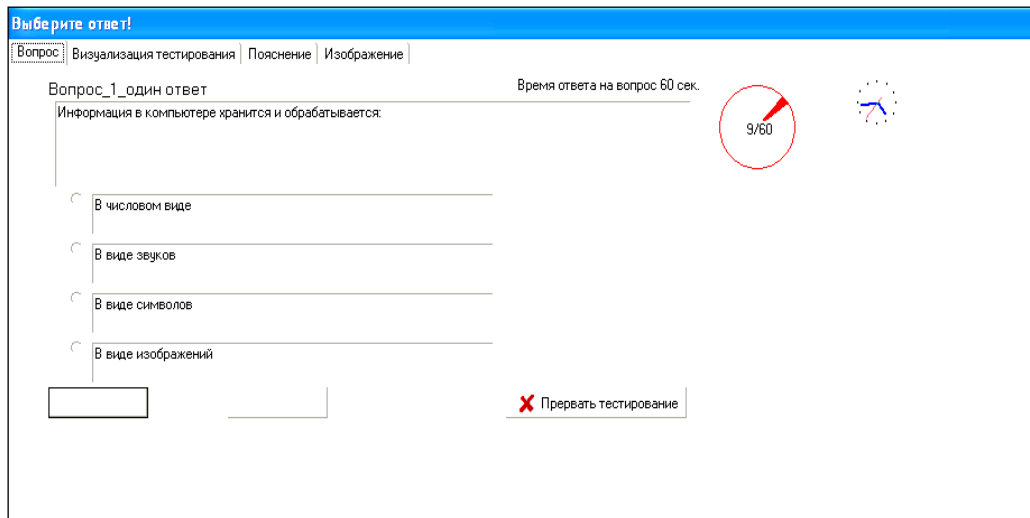 Выберите ответ!
Вопрос Визуализация тестирования Пояснение Изображение
Вопрос_1_один ответ
Время ответа на вопрос 60 сек.
Информация в компьютере хранится и обрабатывается:
9/60
В числовом виде
В виде звуков
В виде символов
В виде изображений
Прервать тестирование